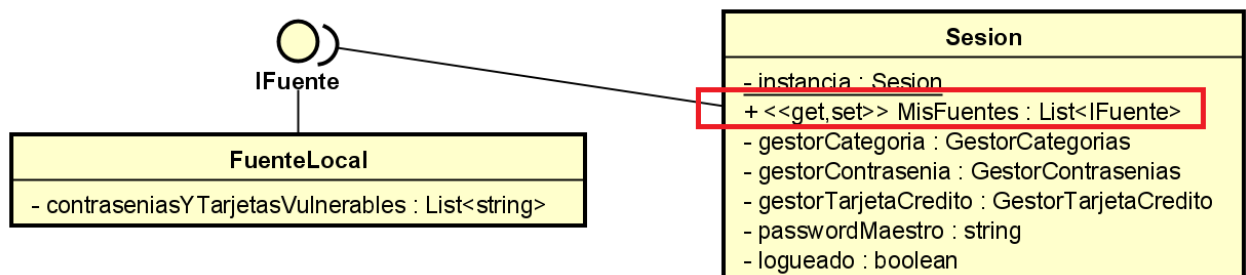 IFuente
FuenteLocal
- contraseniasYTarjetasVulnerables : List<string>
Sesion
- instancia : Sesion
+ <<get,set>> MisFuentes : List<IFuente>
- gestorCategoria : GestorCategorias
- gestorContrasenia : GestorContrasenias
- gestorTarjetaCredito : GestorTarjetaCredito
- passwordMaestro : string
- logueado : boolean